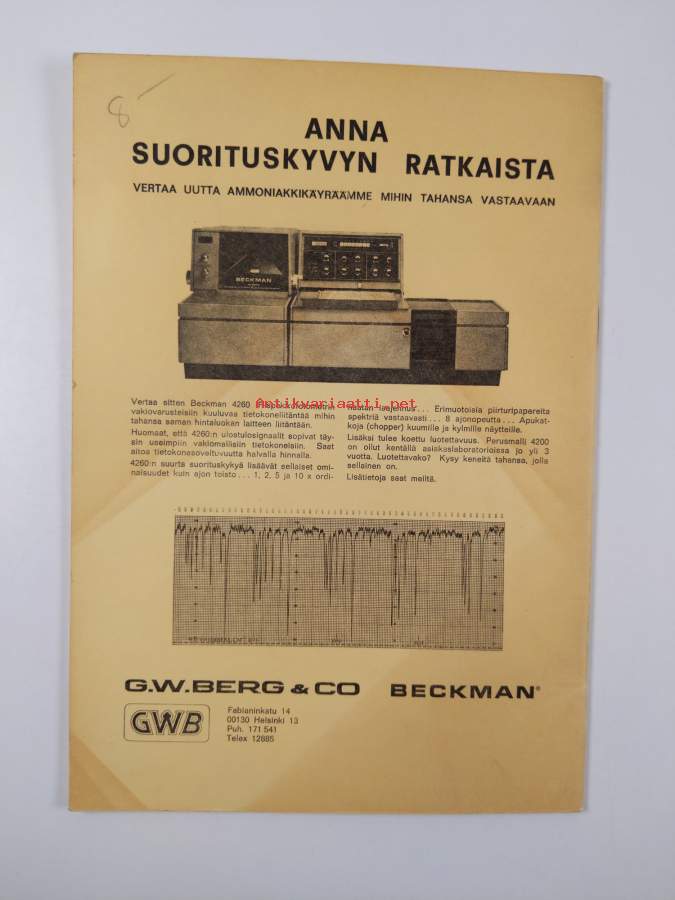 8 –
ANNA
SUORITUSKYVYN RATKAISTA
VERTAA UUTTA AMMONIAKKIKÄYRÄÄMME MIHIN TAHANSA VASTAAVAAN
BECKMAN
Antikvariaatti.net
Vertaa sitten Beckman 4260
vakiovarusteisiin kuuluvaa tietokoneliitäntää mihin
tahansa saman hintaluokan laitteen liitäntään.
Huomaat, että 4260:n ulostulosignaalit sopivat täy-
sin useimpiin vakiomallisiin tietokoneisiin. Saat
aitoa tietokonesoveltuvuutta halvalla hinnalla.
4260:n suurta suorituskykyä lisäävät sellaiset omi-
naisuudet kuin ajon toisto . . . 1, 2, 5 ja 10 x ordi-
naatan laajennus . . . Erimuotoisia piirturipapereita
spektriä vastaavasti . . . 8 ajonopeutta . . . Apukat-
koja (chopper) kuumille ja kylmille näytteille.
Lisäksi tulee koettu luotettavuus. Perusmalli 4200
on ollut kentällä asiakaslaboratorioissa jo yli 3
vuotta. Luotettavako? Kysy keneltä tahansa, jolla
sellainen on.
Lisätietoja saat meiltä.
G.W.BERG & CO BECKMAN®
GWB
Fabianinkatu 14
00130 Helsinki 13
Puh. 171 541
Telex 12885